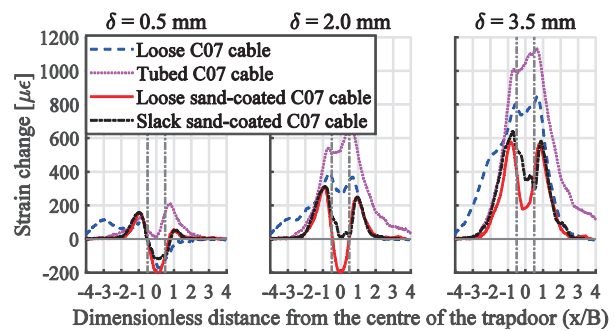 δ = 0.5 mm δ = 2.0 mm δ = 3.5 mm
1200
1000
800
600
400
200
0
-200
Strain change [με]
Loose C07 cable
Tubed C07 cable
Loose sand-coated C07 cable
Slack sand-coated C07 cable
-4 -3 -2 -1 0 1 2 3 4 -4 -3 -2 -1 0 1 2 3 4 -4 -3 -2 -1 0 1 2 3 4
Dimensionless distance from the centre of the trapdoor (x/B)